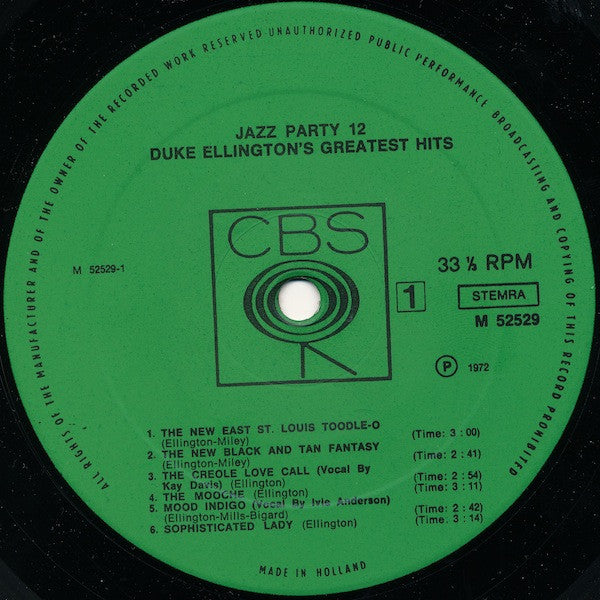 ALL RIGHTS OF THE MANUFACTURER AND OF THE OWNER OF THE RECORDED WORK RESERVED UNAUTHORIZED PUBLIC PERFORMANCE, BROADCASTING AND COPYING OF THIS RECORD PROHIBITED
JAZZ PARTY 12
DUKE ELLINGTON'S GREATEST HITS
CBS
M 52529-1
33 ⅓ RPM
1
STEMRA
M 52529
P 1972
1. THE NEW EAST ST. LOUIS TOODLE-O (Time: 3 : 00)
(Ellington-Miley)
2. THE NEW BLACK AND TAN FANTASY (Time: 2 : 41)
(Ellington-Miley)
3. THE CREOLE LOVE CALL (Vocal By (Time: 2 : 54)
Kay Davis) (Ellington)
4. THE MOOCHE (Ellington) (Time: 3 : 11)
5. MOOD INDIGO (Vocal By Ivie Anderson) (Time: 2 : 42)
(Ellington-Mills-Bigard)
6. SOPHISTICATED LADY (Ellington) (Time: 3 : 14)
MADE IN HOLLAND